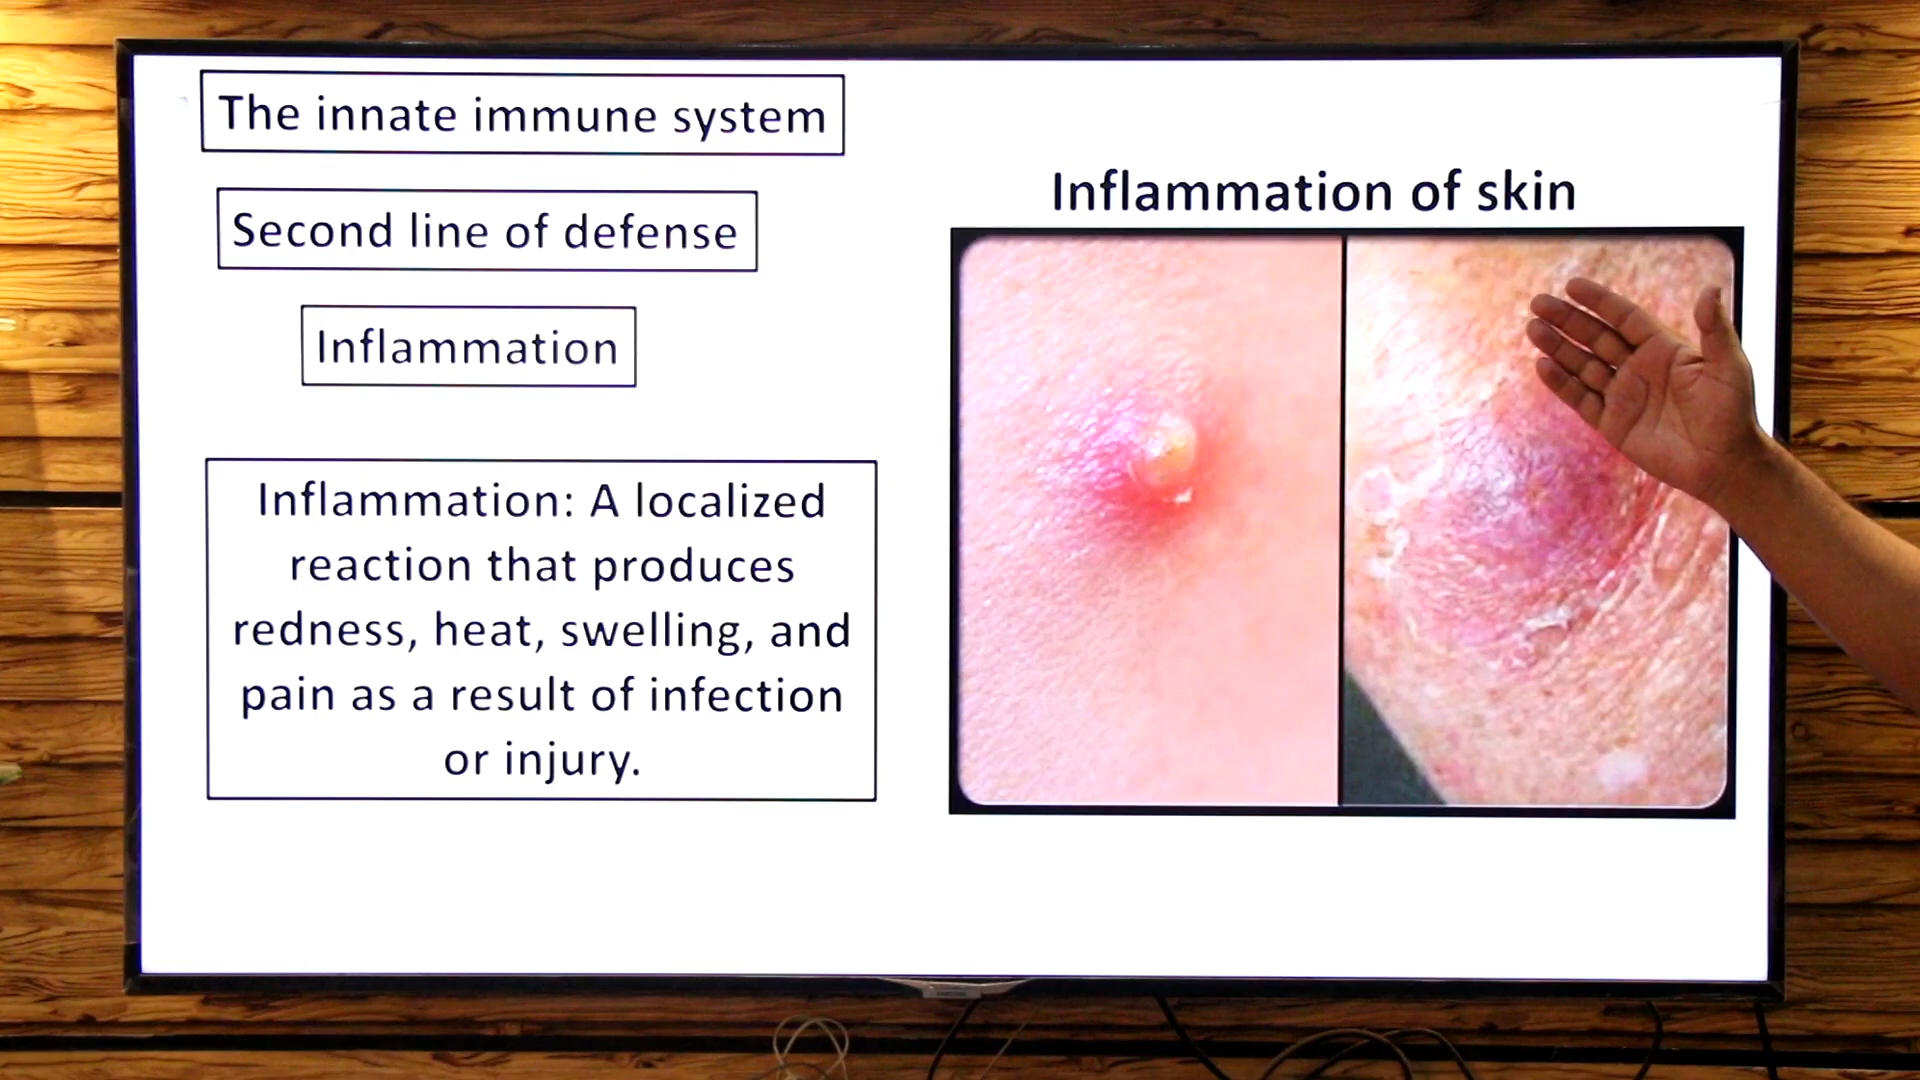 The innate immune system
Second line of defense
Inflammation
Inflammation: A localized
reaction that produces
redness, heat, swelling, and
pain as a result of infection
or injury.
Inflammation of skin